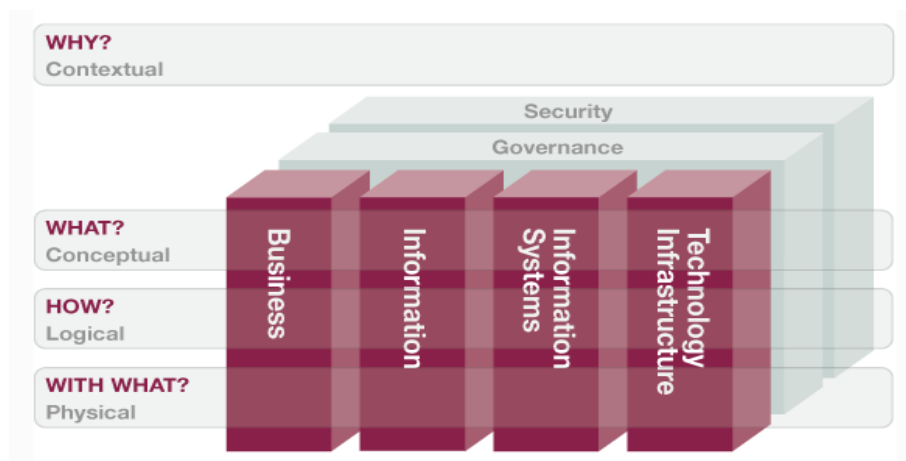 WHY?
Contextual
Security
Governance
WHAT?
Conceptual
HOW?
Logical
WITH WHAT?
Physical
Business
Information
Information
Systems
Technology
Infrastructure